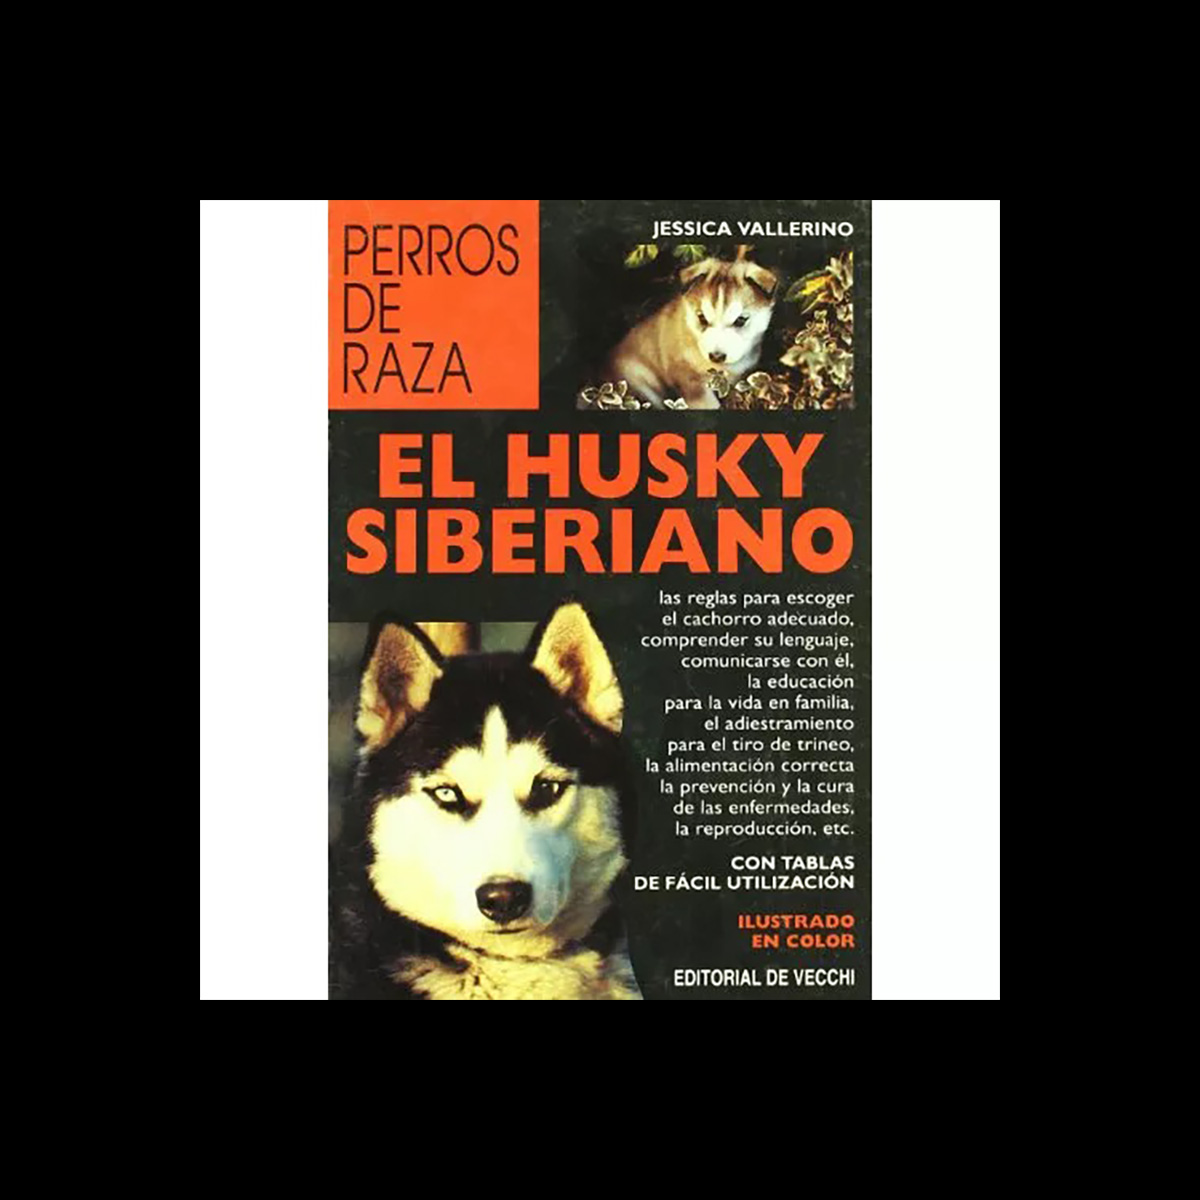 PERROS
DE
RAZA
JESSICA VALLERINO
EL HUSKY
SIBERIANO
las reglas para escoger
el cachorro adecuado,
comprender su lenguaje,
comunicarse con él,
la educación
para la vida en familia,
el adiestramiento
para el tiro de trineo,
la alimentación correcta
la prevención y la cura
de las enfermedades,
la reproducción, etc.
CON TABLAS
DE FÁCIL UTILIZACIÓN
ILUSTRADO
EN COLOR
EDITORIAL DE VECCHI